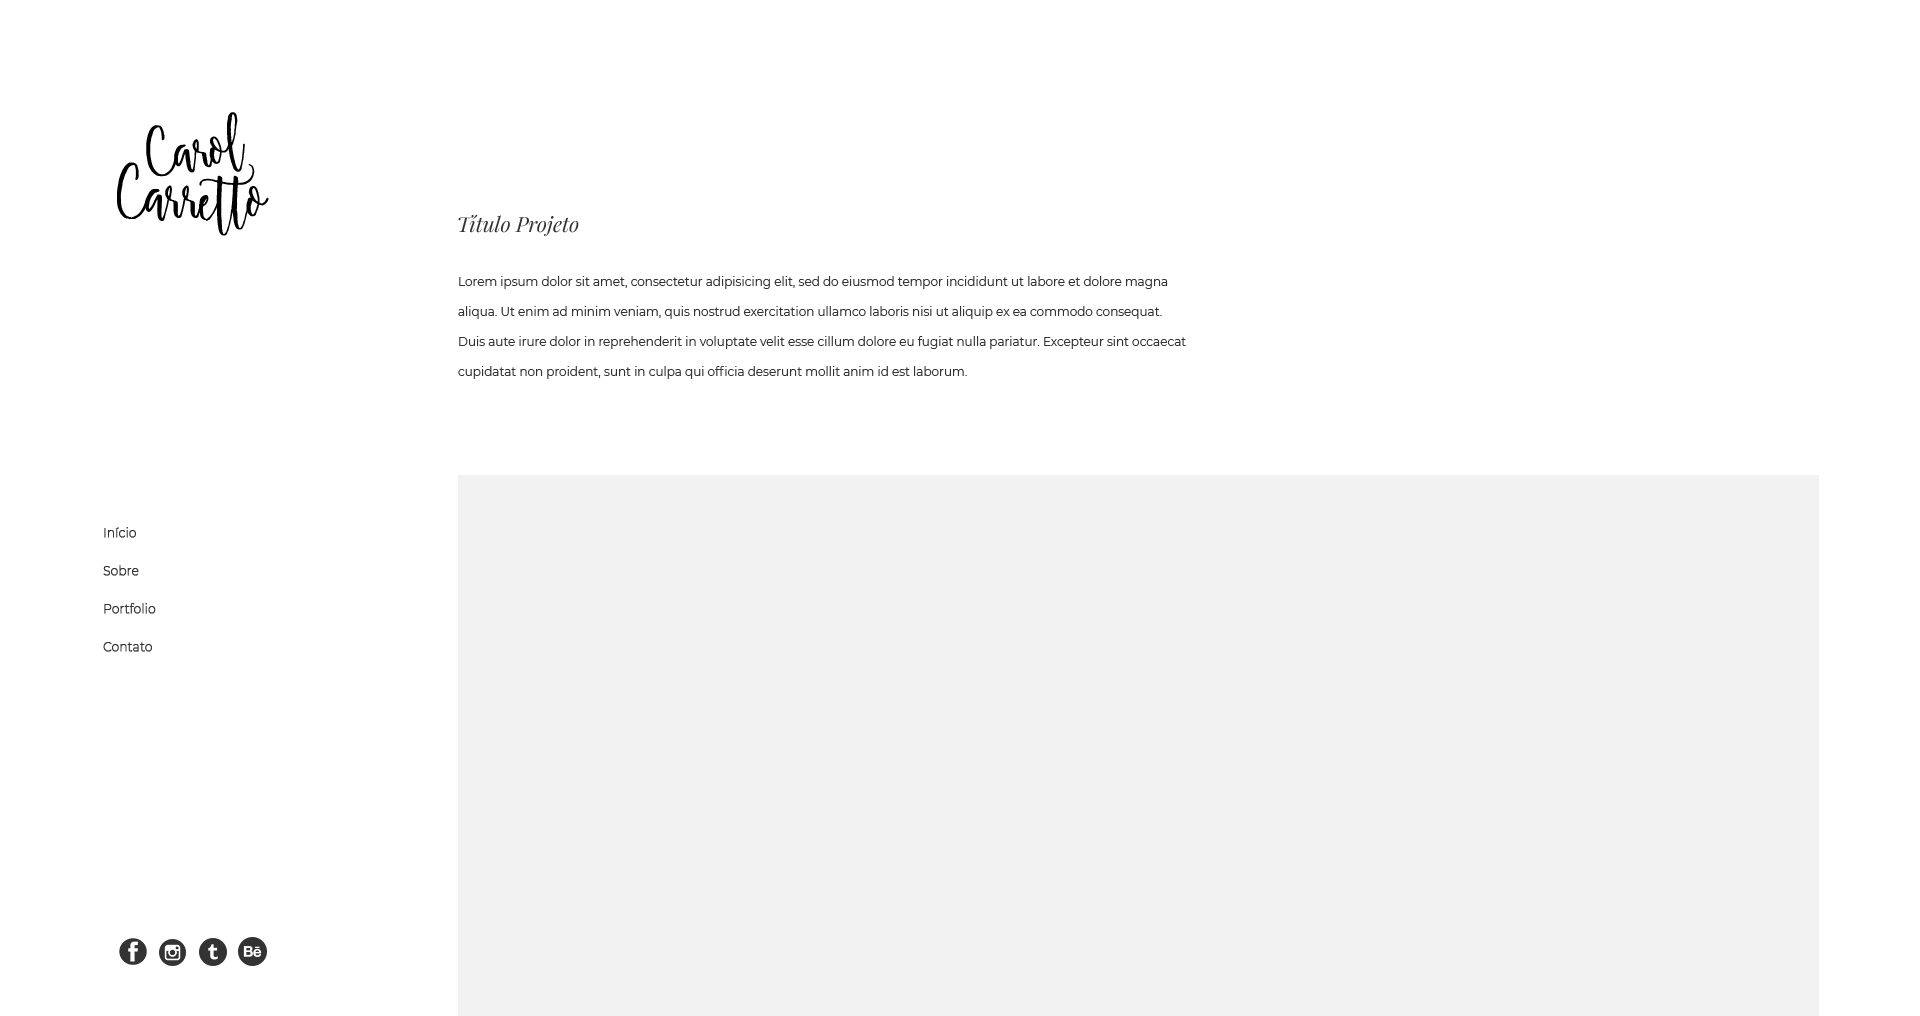 Carol
Carretto
Título Projeto
Lorem ipsum dolor sit amet, consectetur adipisicing elit, sed do eiusmod tempor incididunt ut labore et dolore magna
aliqua. Ut enim ad minim veniam, quis nostrud exercitation ullamco laboris nisi ut aliquip ex ea commodo consequat.
Duis aute irure dolor in reprehenderit in voluptate velit esse cillum dolore eu fugiat nulla pariatur. Excepteur sint occaecat
cupidatat non proident, sunt in culpa qui officia deserunt mollit anim id est laborum.
Início
Sobre
Portfolio
Contato
f t Bē